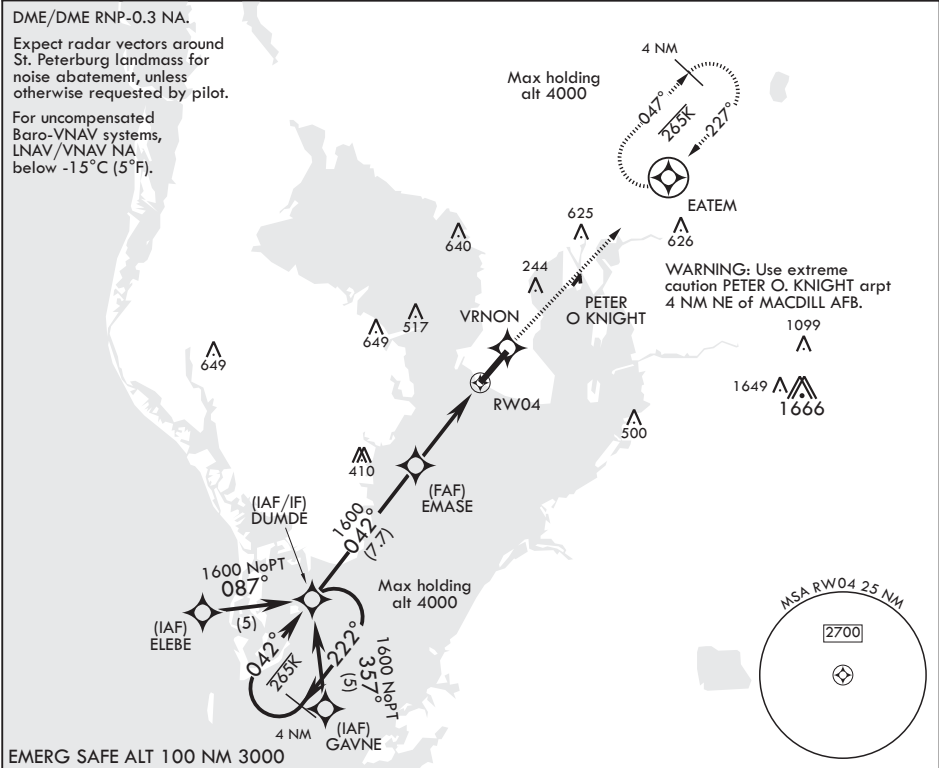 DME/DME RNP-0.3 NA.
Expect radar vectors around
St. Peterburg landmass for
noise abatement, unless
otherwise requested by pilot.
For uncompensated
Baro-VNAV systems,
LNAV/VNAV NA
below -15°C (5°F).
4 NM
Max holding
alt 4000
047°
265K
227°
EATEM
625
640
626
244
WARNING: Use extreme
caution PETER O. KNIGHT arpt
4 NM NE of MACDILL AFB.
PETER
O KNIGHT
VRNON
517
649
649
1099
1649
1666
RW04
500
410
(FAF)
EMASE
(IAF/IF)
DUMDE
1600
042°
(7.7)
1600 NoPT
087°
(5)
Max holding
alt 4000
(IAF)
ELEBE
042°
265K
222°
1600 NoPT
357°
(5)
4 NM
(IAF)
GAVNE
MSA RW04 25 NM
2700
EMERG SAFE ALT 100 NM 3000